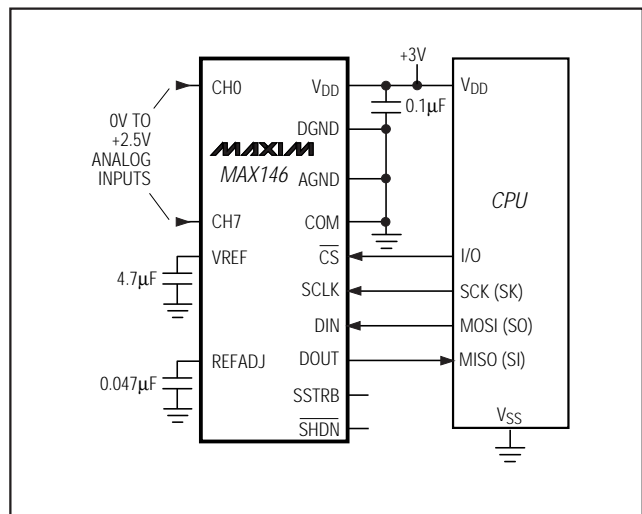 +3V
0V TO
+2.5V
ANALOG
INPUTS
CH0
CH7
VREF
4.7µF
REFADJ
0.047µF
MAXIM
MAX146
VDD
DGND
AGND
COM
CS
SCLK
DIN
DOUT
SSTRB
SHDN
0.1µF
VDD
CPU
I/O
SCK (SK)
MOSI (SO)
MISO (SI)
VSS